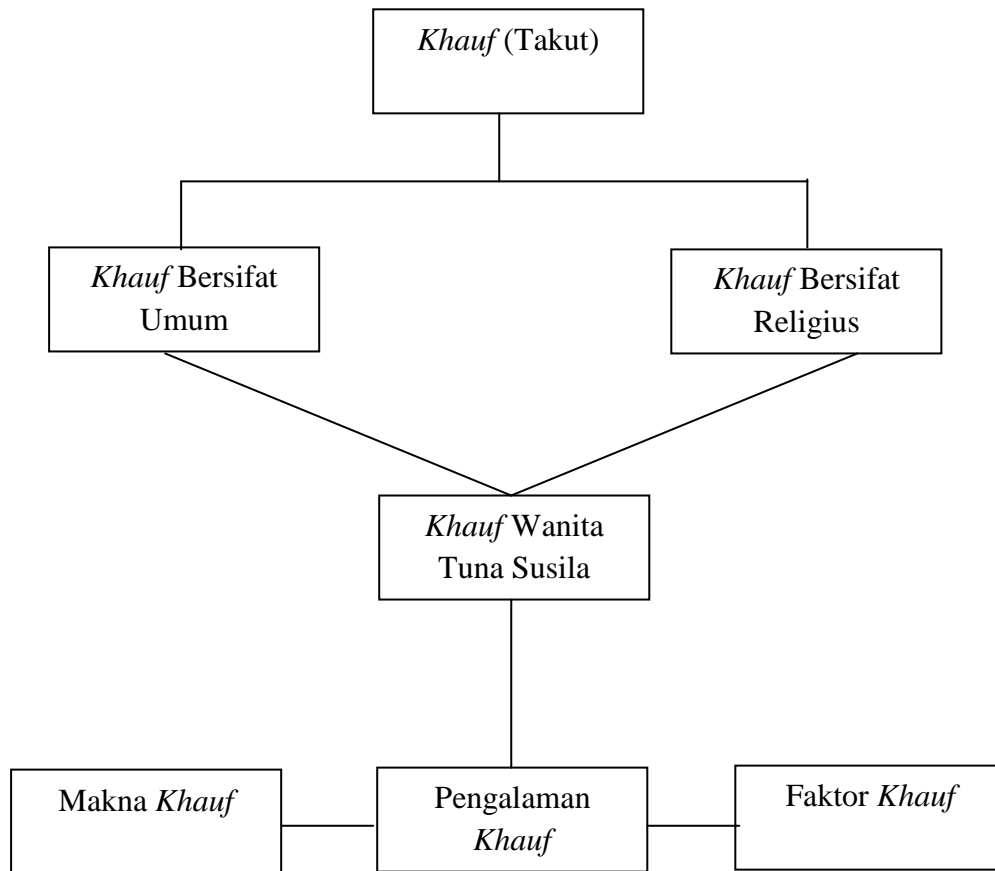 Khauf (Takut)
Khauf Bersifat
Umum
Khauf Bersifat
Religius
Khauf Wanita
Tuna Susila
Makna Khauf
Pengalaman
Khauf
Faktor Khauf